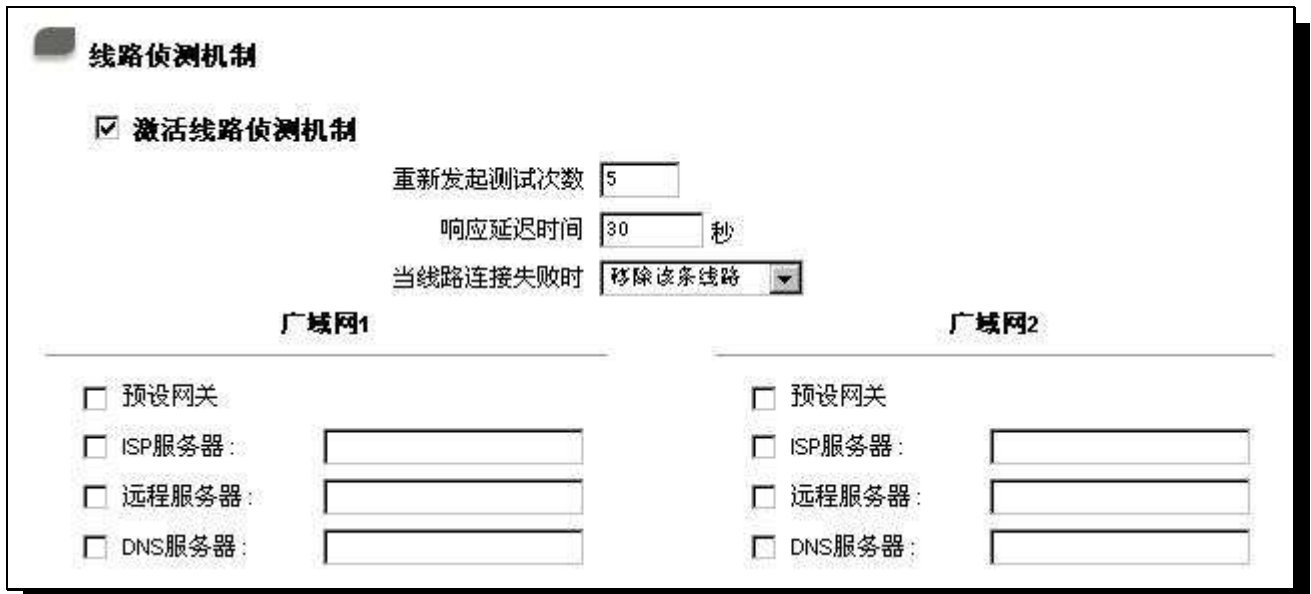 线路侦测机制
激活线路侦测机制
重新发起测试次数 5
响应延迟时间 30 秒
当线路连接失败时 移除该条线路
广域网1 广域网2
预设网关 预设网关
ISP服务器: ISP服务器:
远程服务器: 远程服务器:
DNS服务器: DNS服务器: